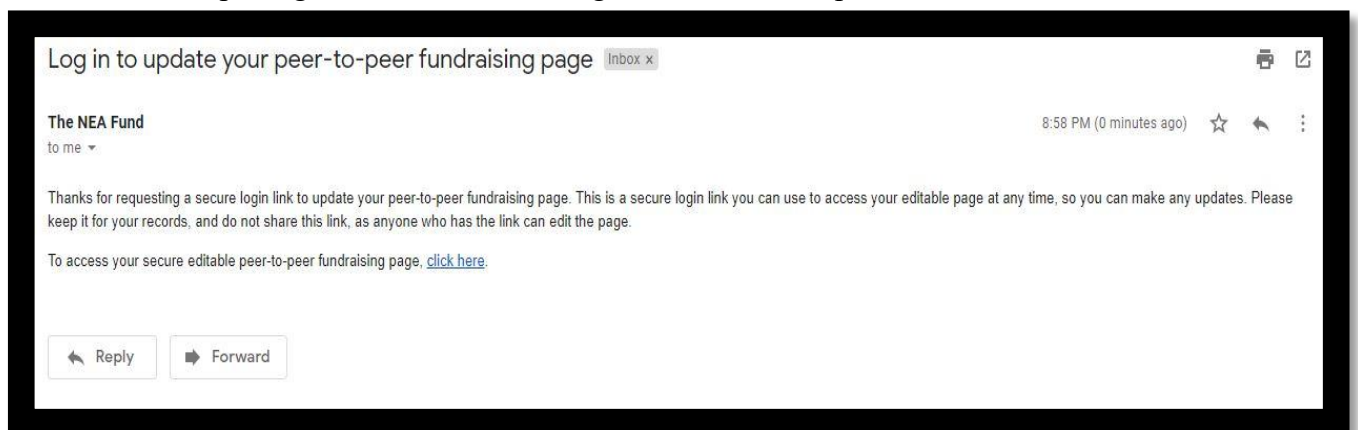 Log in to update your peer-to-peer fundraising page Inbox x
The NEA Fund 8:58 PM (0 minutes ago)
to me
Thanks for requesting a secure login link to update your peer-to-peer fundraising page. This is a secure login link you can use to access your editable page at any time, so you can make any updates. Please
keep it for your records, and do not share this link, as anyone who has the link can edit the page.
To access your secure editable peer-to-peer fundraising page, click here.
Reply Forward